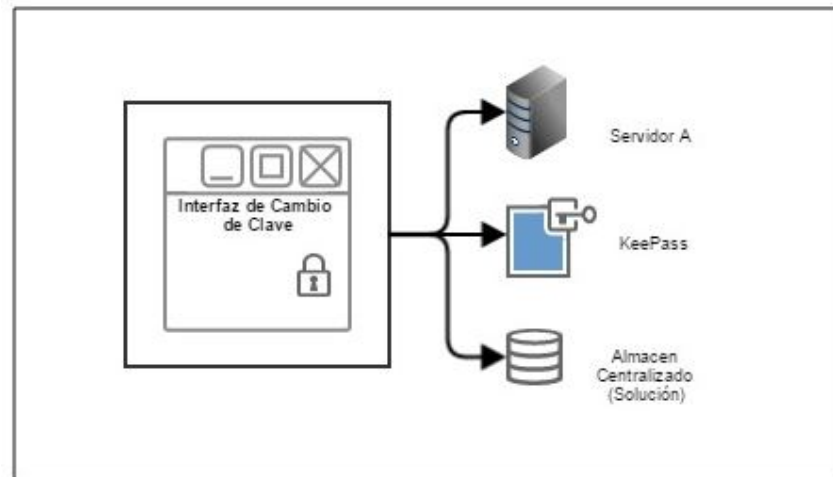 Interfaz de Cambio
de Clave
Servidor A
KeePass
Almacen
Centralizado
(Solución)